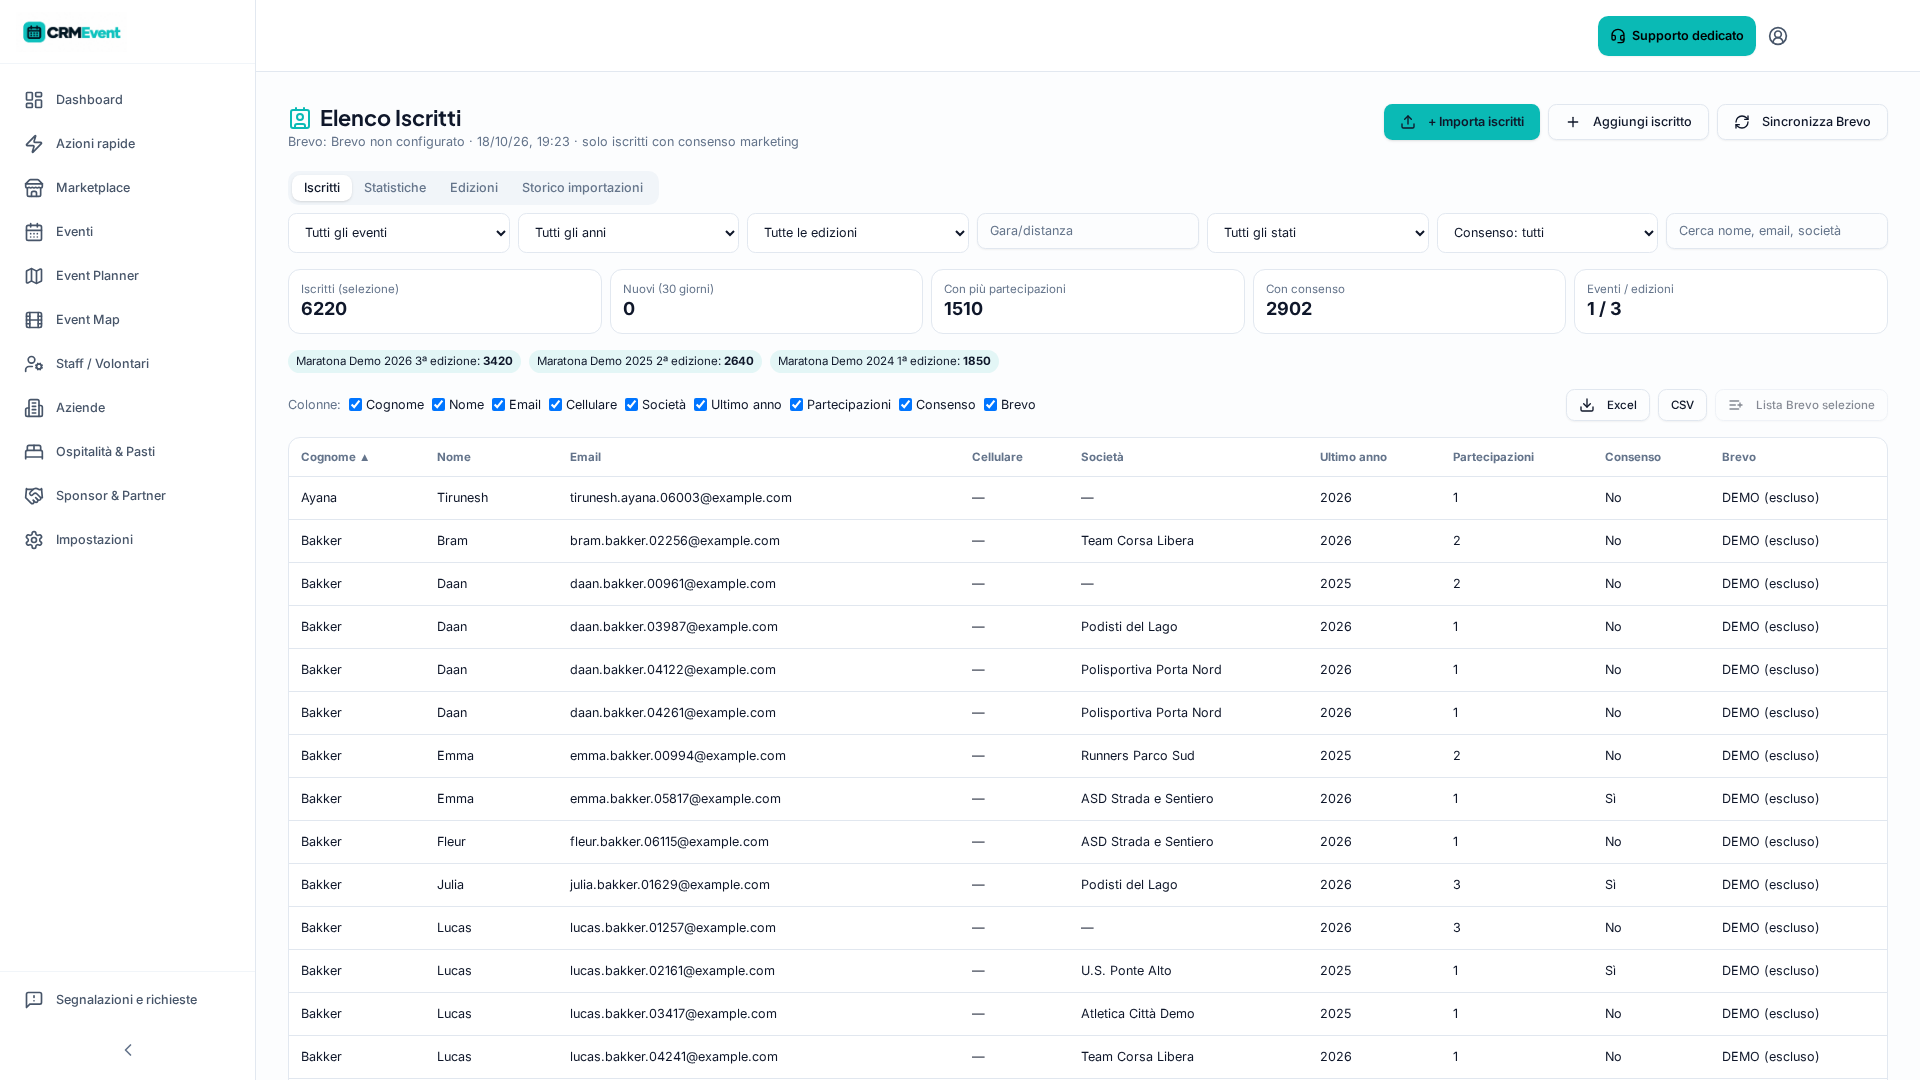 CRMEvent
Supporto dedicato
Dashboard
Azioni rapide
Marketplace
Eventi
Event Planner
Event Map
Staff / Volontari
Aziende
Ospitalità & Pasti
Sponsor & Partner
Impostazioni
Segnalazioni e richieste
Elenco Iscritti
Brevo: Brevo non configurato · 18/10/26, 19:23 · solo iscritti con consenso marketing
+ Importa iscritti
Aggiungi iscritto
Sincronizza Brevo
Iscritti Statistiche Edizioni Storico importazioni
Tutti gli eventi Tutti gli anni Tutte le edizioni Gara/distanza Tutti gli stati Consenso: tutti Cerca nome, email, società
Iscritti (selezione) Nuovi (30 giorni) Con più partecipazioni Con consenso Eventi / edizioni
6220 0 1510 2902 1 / 3
Maratona Demo 2026 3ª edizione: 3420 Maratona Demo 2025 2ª edizione: 2640 Maratona Demo 2024 1ª edizione: 1850
Colonne: Cognome Nome Email Cellulare Società Ultimo anno Partecipazioni Consenso Brevo Excel CSV Lista Brevo selezione
Cognome ▲ Nome Email Cellulare Società Ultimo anno Partecipazioni Consenso Brevo
Ayana Tirunesh tirunesh.ayana.06003@example.com — — 2026 1 No DEMO (escluso)
Bakker Bram bram.bakker.02256@example.com — Team Corsa Libera 2026 2 No DEMO (escluso)
Bakker Daan daan.bakker.00961@example.com — — 2025 2 No DEMO (escluso)
Bakker Daan daan.bakker.03987@example.com — Podisti del Lago 2026 1 No DEMO (escluso)
Bakker Daan daan.bakker.04122@example.com — Polisportiva Porta Nord 2026 1 No DEMO (escluso)
Bakker Daan daan.bakker.04261@example.com — Polisportiva Porta Nord 2026 1 No DEMO (escluso)
Bakker Emma emma.bakker.00994@example.com — Runners Parco Sud 2025 2 No DEMO (escluso)
Bakker Emma emma.bakker.05817@example.com — ASD Strada e Sentiero 2026 1 Sì DEMO (escluso)
Bakker Fleur fleur.bakker.06115@example.com — ASD Strada e Sentiero 2026 1 No DEMO (escluso)
Bakker Julia julia.bakker.01629@example.com — Podisti del Lago 2026 3 Sì DEMO (escluso)
Bakker Lucas lucas.bakker.01257@example.com — — 2026 3 No DEMO (escluso)
Bakker Lucas lucas.bakker.02161@example.com — U.S. Ponte Alto 2025 1 Sì DEMO (escluso)
Bakker Lucas lucas.bakker.03417@example.com — Atletica Città Demo 2025 1 No DEMO (escluso)
Bakker Lucas lucas.bakker.04241@example.com — Team Corsa Libera 2026 1 No DEMO (escluso)